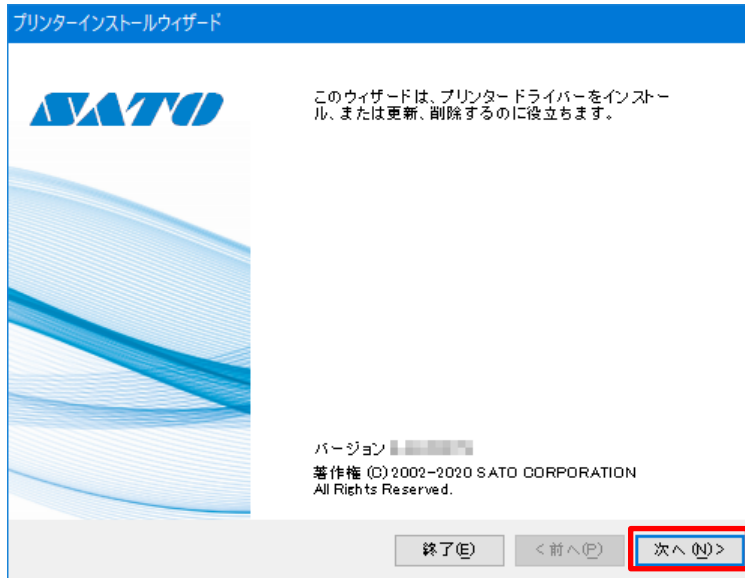 プリンターインストールウィザード
SATO
このウィザードは、プリンタードライバーをインストー
ル、または更新、削除するのに役立ちます。
バージョン
著作権 (C) 2002-2020 SATO CORPORATION
All Rights Reserved.
終了(E)
<前へ(P)
次へ(N)>